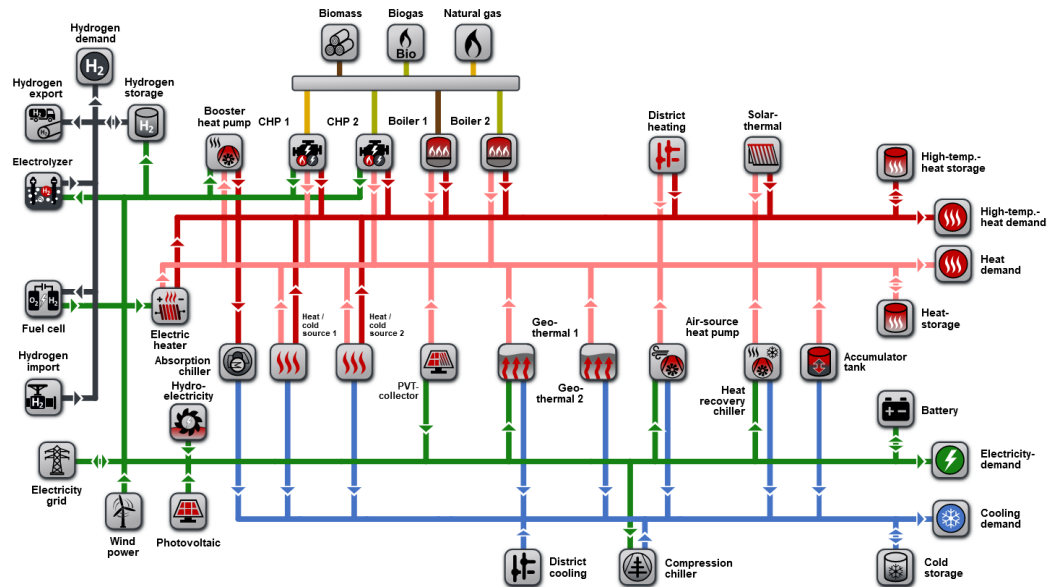 Hydrogen
demand
Biomass
Biogas
Natural gas
Bio
H₂
Hydrogen
export
Hydrogen
storage
H₂
Booster
heat pump
CHP 1
CHP 2
Boiler 1
Boiler 2
District
heating
Solar-
thermal
Electrolyzer
H₂
High-temp.-
heat storage
High-temp.-
heat demand
Heat
demand
O₂
H₂
Fuel cell
Electric
heater
Heat /
cold
source 1
Heat /
cold
source 2
Geo-
thermal 1
Air-source
heat pump
Heat-
storage
Hydrogen
import
H₂
Absorption
chiller
Hydro-
electricity
PVT-
collector
Geo-
thermal 2
Heat
recovery
chiller
Accumulator
tank
Battery
Electricity
grid
Electricity-
demand
Wind
power
Photovoltaic
District
cooling
Compression
chiller
Cooling
demand
Cold
storage